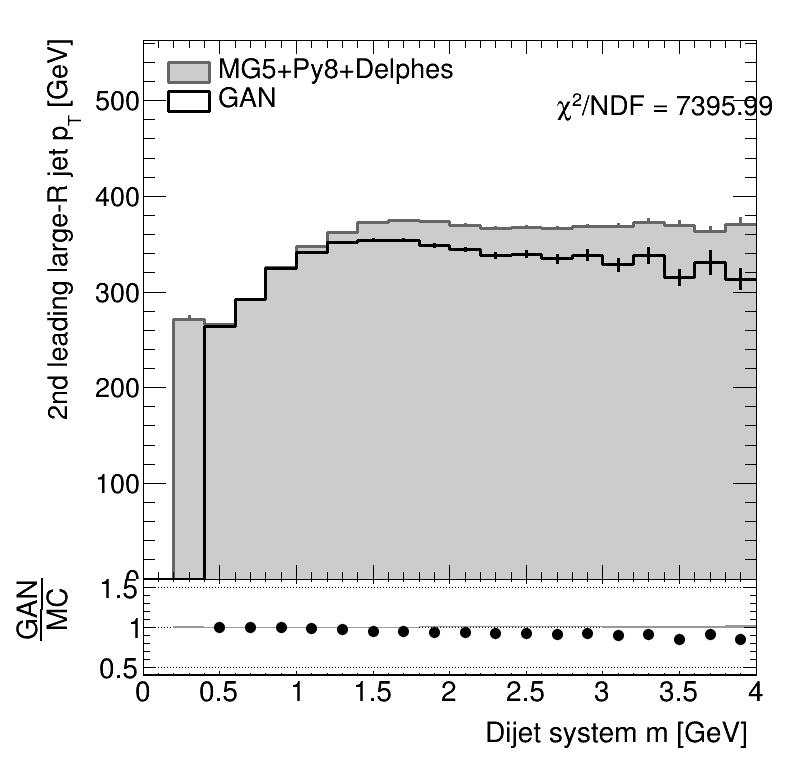 2nd leading large-R jet p_T [GeV]
MG5+Py8+Delphes
GAN
χ²/NDF = 7395.99
500
400
300
200
100
0
GAN
MC
1.5
1
0.5
0 0.5 1 1.5 2 2.5 3 3.5 4
Dijet system m [GeV]